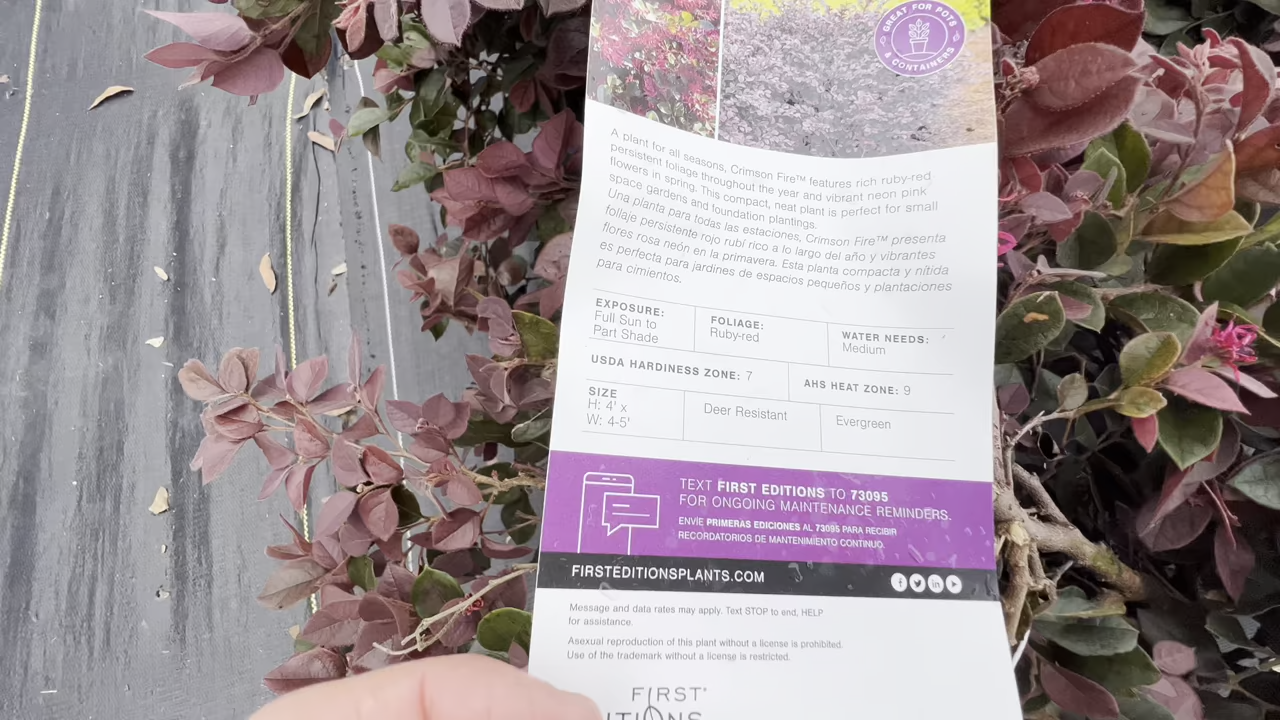 GREAT FOR POTS
& CONTAINERS
A plant for all seasons, Crimson Fire™ features rich ruby-red
persistent foliage throughout the year and vibrant neon pink
flowers in spring. This compact, neat plant is perfect for small
space gardens and foundation plantings.
Una planta para todas las estaciones, Crimson Fire™ presenta
follaje persistente rojo rubí rico a lo largo del año y vibrantes
flores rosa neón en la primavera. Esta planta compacta y nítida
es perfecta para jardines de espacios pequeños y plantaciones
para cimientos.
EXPOSURE:
Full Sun to
Part Shade
FOLIAGE:
Ruby-red
WATER NEEDS:
Medium
USDA HARDINESS ZONE: 7
AHS HEAT ZONE: 9
SIZE
H: 4' x
W: 4-5'
Deer Resistant
Evergreen
TEXT FIRST EDITIONS TO 73095
FOR ONGOING MAINTENANCE REMINDERS.
ENVÍE PRIMERAS EDICIONES AL 73095 PARA RECIBIR
RECORDATORIOS DE MANTENIMIENTO CONTINUO.
FIRSTEDITIONSPLANTS.COM
Message and data rates may apply. Text STOP to end, HELP
for assistance.
Asexual reproduction of this plant without a license is prohibited.
Use of the trademark without a license is restricted.
FIRST®